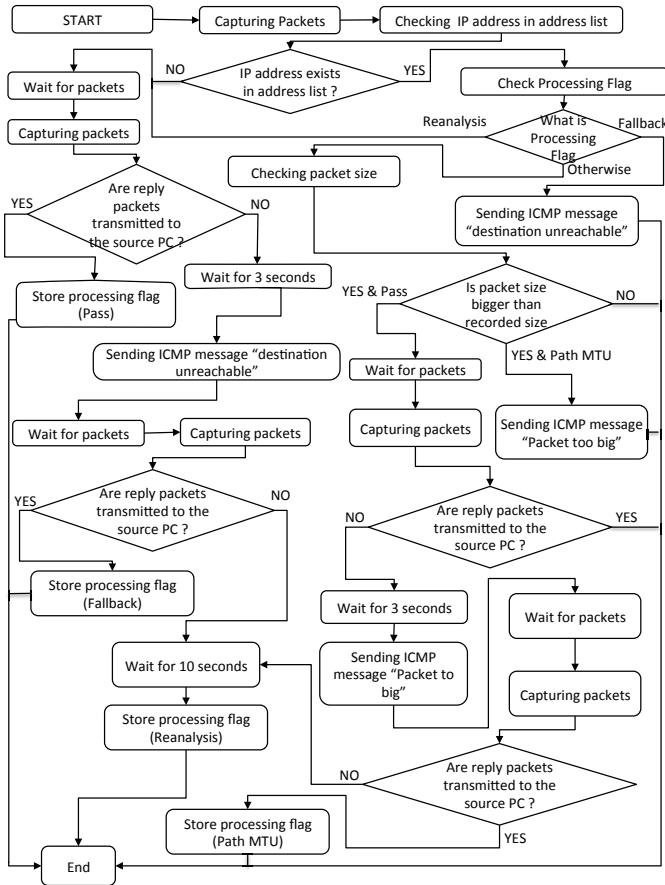 START
Capturing Packets
Checking IP address in address list
NO
IP address exists
in address list ?
YES
Wait for packets
Check Processing Flag
Capturing packets
Reanalysis
What is
Processing
Flag
Fallback
Otherwise
Checking packet size
Are reply
packets
transmitted to
the source PC ?
YES
NO
Sending ICMP message
“destination unreachable”
Wait for 3 seconds
Store processing flag
(Pass)
YES & Pass
Is packet size
bigger than
recorded size
NO
Sending ICMP message “destination
unreachable”
Wait for packets
YES & Path MTU
Wait for packets
Capturing packets
Capturing packets
Sending ICMP message
“Packet too big”
YES
Are reply packets
transmitted to the
source PC ?
NO
NO
Are reply packets
transmitted to the
source PC ?
YES
Store processing flag
(Fallback)
Wait for 3 seconds
Wait for packets
Wait for 10 seconds
Sending ICMP
message “Packet to
big”
Capturing packets
Store processing flag
(Reanalysis)
NO
Are reply packets
transmitted to the
source PC ?
YES
Store processing flag
(Path MTU)
End